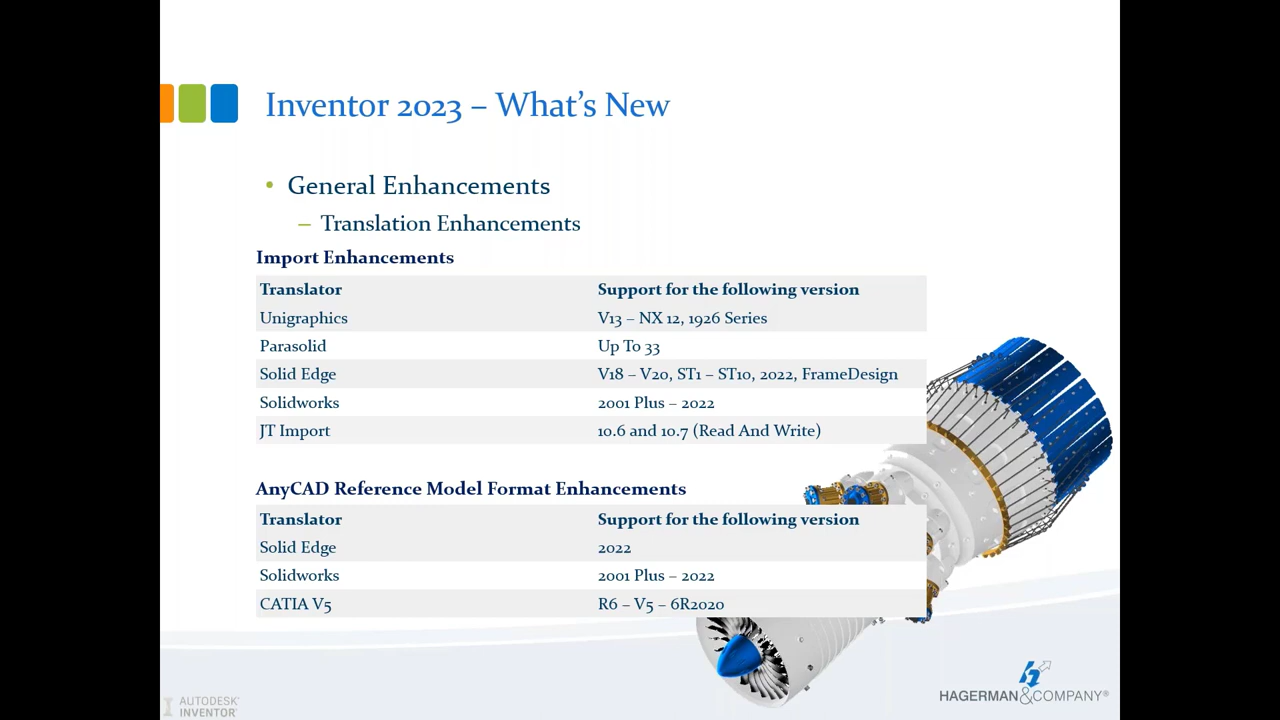 Inventor 2023 – What's New
• General Enhancements
– Translation Enhancements
Import Enhancements
Translator Support for the following version
Unigraphics V13 – NX 12, 1926 Series
Parasolid Up To 33
Solid Edge V18 – V20, ST1 – ST10, 2022, FrameDesign
Solidworks 2001 Plus – 2022
JT Import 10.6 and 10.7 (Read And Write)
AnyCAD Reference Model Format Enhancements
Translator Support for the following version
Solid Edge 2022
Solidworks 2001 Plus – 2022
CATIA V5 R6 – V5 – 6R2020
HAGERMAN&COMPANY®
I AUTODESK®
INVENTOR®